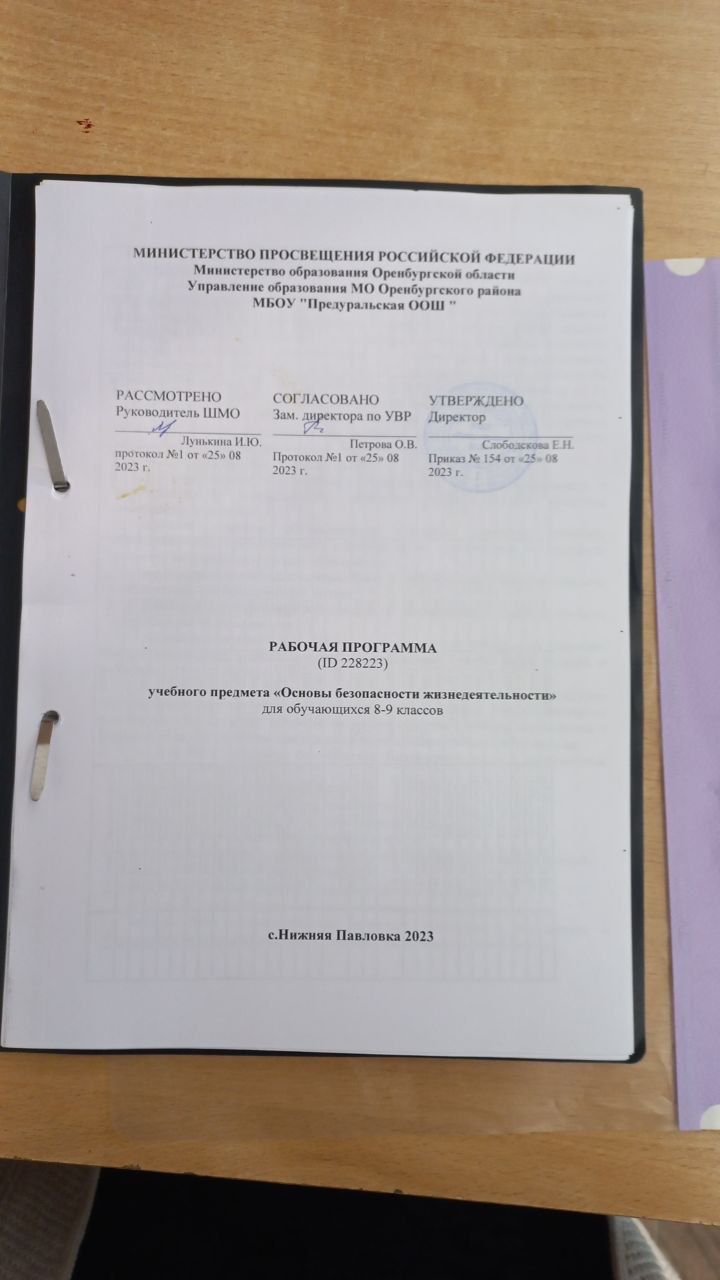 МИНИСТЕРСТВО ПРОСВЕЩЕНИЯ РОССИЙСКОЙ ФЕДЕРАЦИИ
Министерство образования Оренбургской области
Управление образования МО Оренбургского района
МБОУ "Предуральская ООШ "
РАССМОТРЕНО
Руководитель ШМО
Лунькина И.Ю.
протокол №1 от «25» 08
2023 г.
СОГЛАСОВАНО
Зам. директора по УВР
Петрова О.В.
Протокол №1 от «25» 08
2023 г.
УТВЕРЖДЕНО
Директор
Слободскова Е.Н.
Приказ № 154 от «25» 08
2023 г.
РАБОЧАЯ ПРОГРАММА
(ID 228223)
учебного предмета «Основы безопасности жизнедеятельности»
для обучающихся 8-9 классов
с.Нижняя Павловка 2023